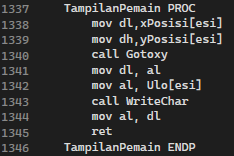 1337 TampilanPemain PROC
1338 mov dl,xPosisi[esi]
1339 mov dh,yPosisi[esi]
1340 call Gotoxy
1341 mov dl, al
1342 mov al, Ulo[esi]
1343 call WriteChar
1344 mov al, dl
1345 ret
1346 TampilanPemain ENDP